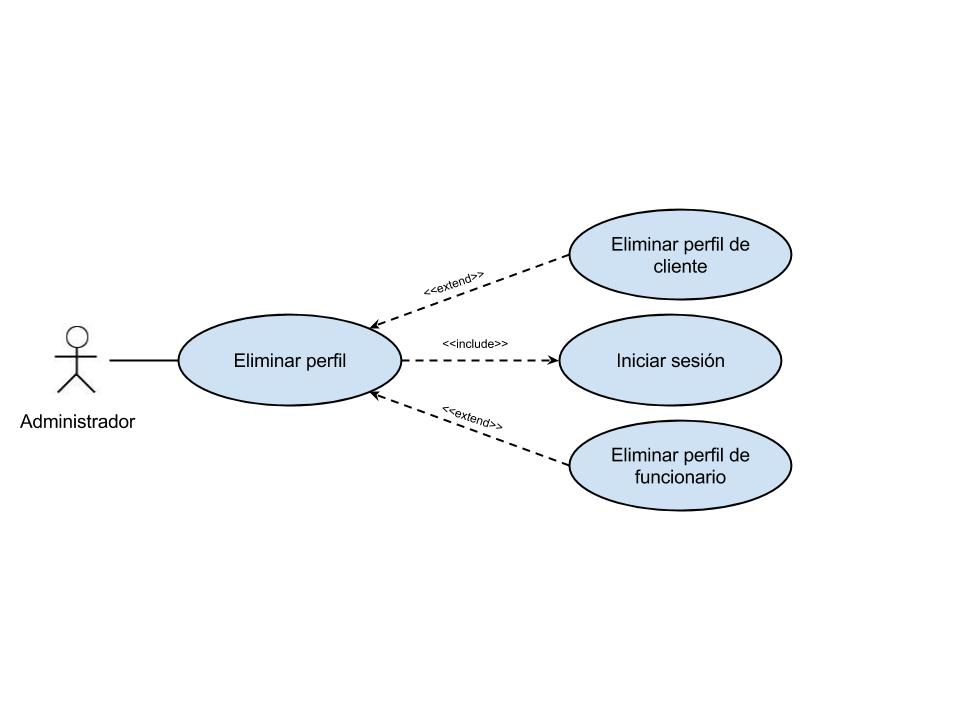 Eliminar perfil de
cliente
<<extend>>
<<include>>
Eliminar perfil
Iniciar sesión
Administrador
<<extend>>
Eliminar perfil de
funcionario